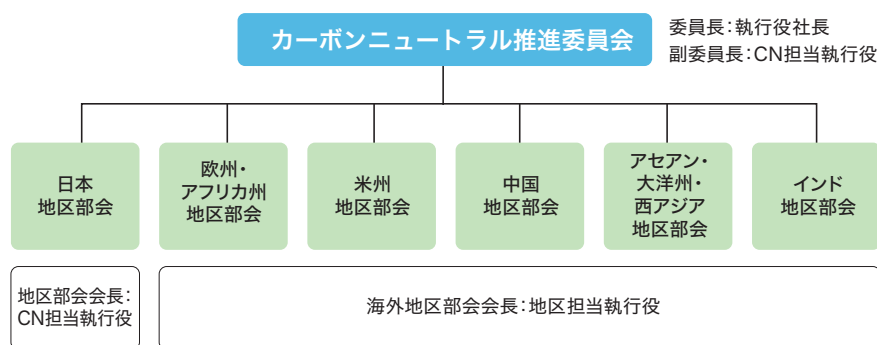 カーボンニュートラル推進委員会
委員長：執行役社長
副委員長：CN担当執行役
日本
地区部会
欧州・
アフリカ州
地区部会
米州
地区部会
中国
地区部会
アセアン・
大洋州・
西アジア
地区部会
インド
地区部会
地区部会会長：
CN担当執行役
海外地区部会会長：地区担当執行役